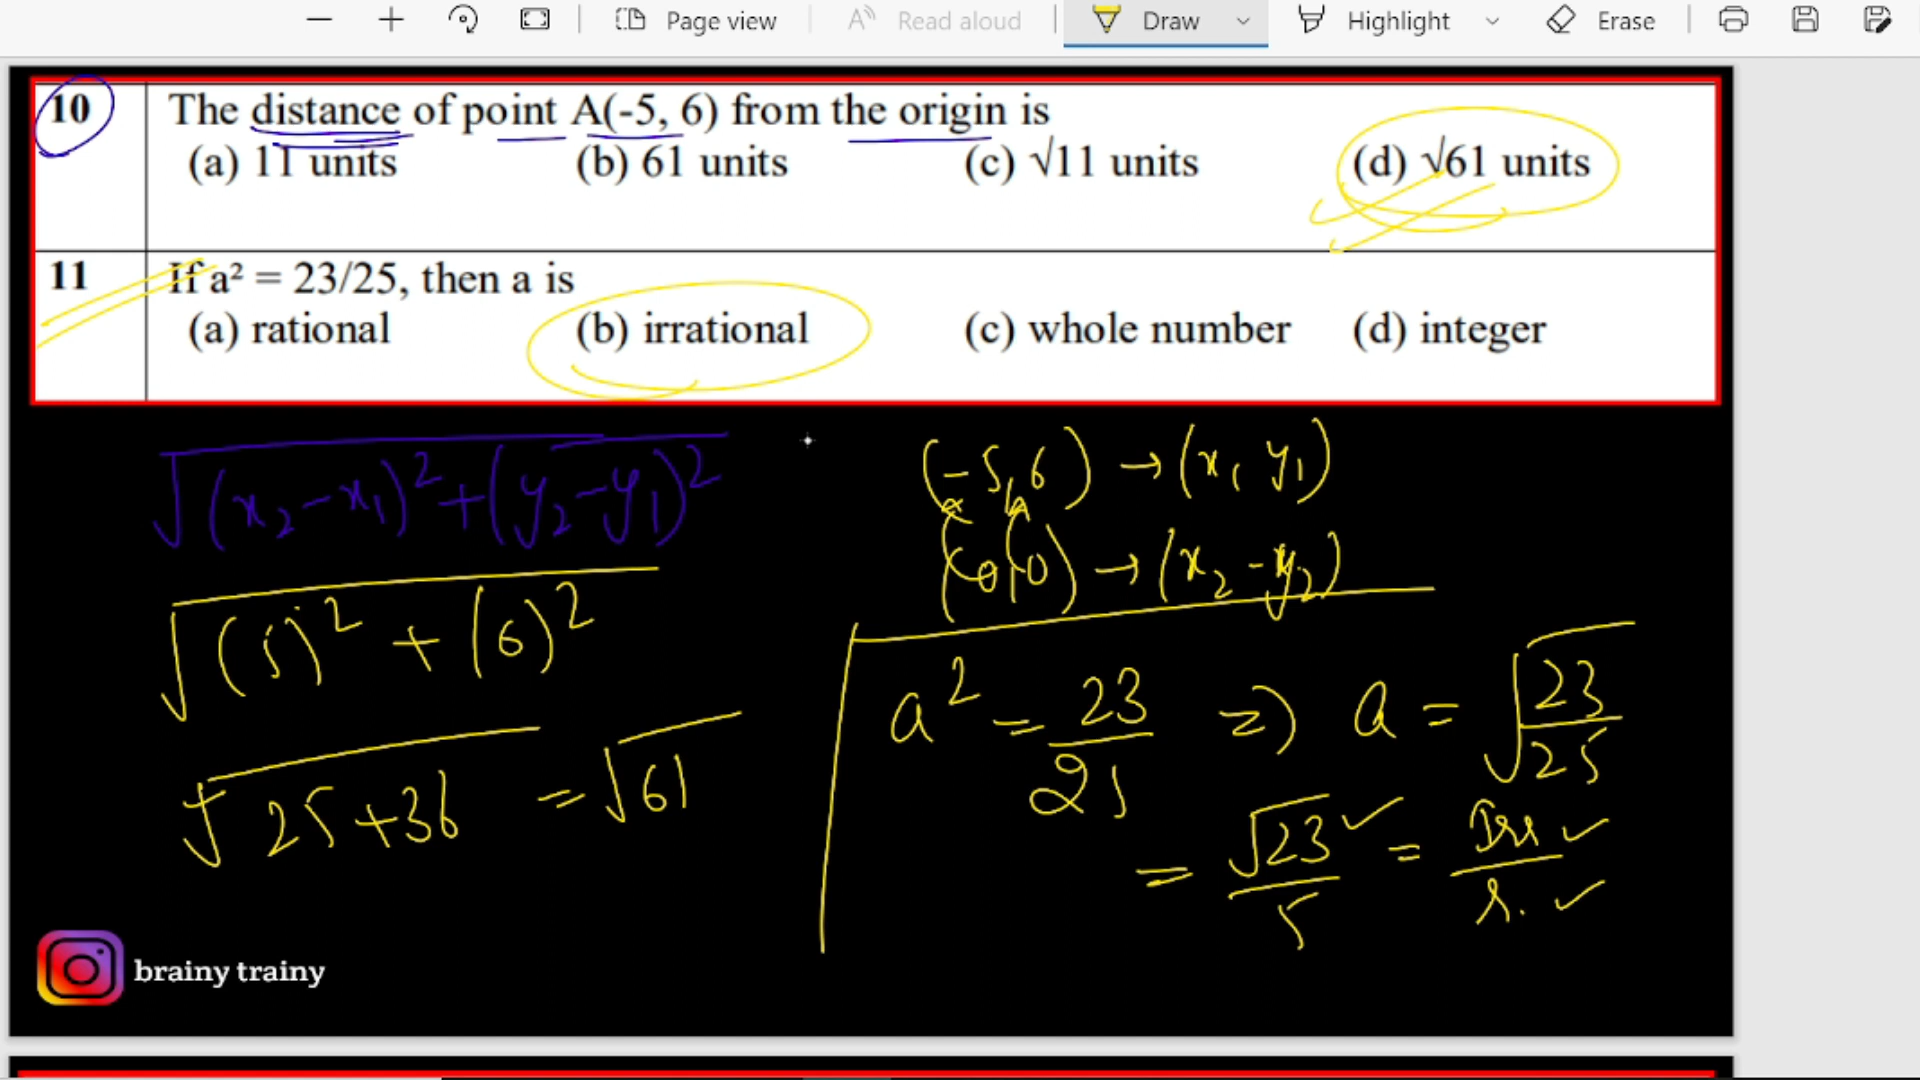 Page view Read aloud Draw Highlight Erase
10 The distance of point A(-5, 6) from the origin is
(a) 11 units (b) 61 units (c) √11 units (d) √61 units
11 If a² = 23/25, then a is
(a) rational (b) irrational (c) whole number (d) integer
√(x₂-x₁)²+(y₂-y₁)²
(-5,6) → (x₁ y₁)
(0,0) → (x₂-y₂)
√(5)² + (6)²
√25+36 = √61
a² = 23/25 => a = √23/25
= √23/5 = Irr/r.
brainy trainy